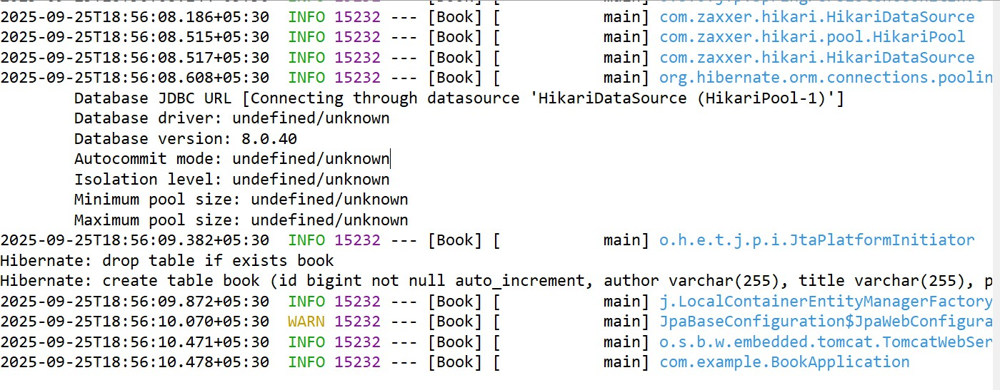 2025-09-25T18:56:08.186+05:30  INFO 15232 --- [Book] [           main] com.zaxxer.hikari.HikariDataSource
2025-09-25T18:56:08.515+05:30  INFO 15232 --- [Book] [           main] com.zaxxer.hikari.pool.HikariPool
2025-09-25T18:56:08.517+05:30  INFO 15232 --- [Book] [           main] com.zaxxer.hikari.HikariDataSource
2025-09-25T18:56:08.608+05:30  INFO 15232 --- [Book] [           main] org.hibernate.orm.connections.poolin
        Database JDBC URL [Connecting through datasource 'HikariDataSource (HikariPool-1)']
        Database driver: undefined/unknown
        Database version: 8.0.40
        Autocommit mode: undefined/unknown
        Isolation level: undefined/unknown
        Minimum pool size: undefined/unknown
        Maximum pool size: undefined/unknown
2025-09-25T18:56:09.382+05:30  INFO 15232 --- [Book] [           main] o.h.e.t.j.p.i.JtaPlatformInitiator
Hibernate: drop table if exists book
Hibernate: create table book (id bigint not null auto_increment, author varchar(255), title varchar(255), p
2025-09-25T18:56:09.872+05:30  INFO 15232 --- [Book] [           main] j.LocalContainerEntityManagerFactory
2025-09-25T18:56:10.070+05:30  WARN 15232 --- [Book] [           main] JpaBaseConfiguration$JpaWebConfigura
2025-09-25T18:56:10.471+05:30  INFO 15232 --- [Book] [           main] o.s.b.w.embedded.tomcat.TomcatWebSer
2025-09-25T18:56:10.478+05:30  INFO 15232 --- [Book] [           main] com.example.BookApplication